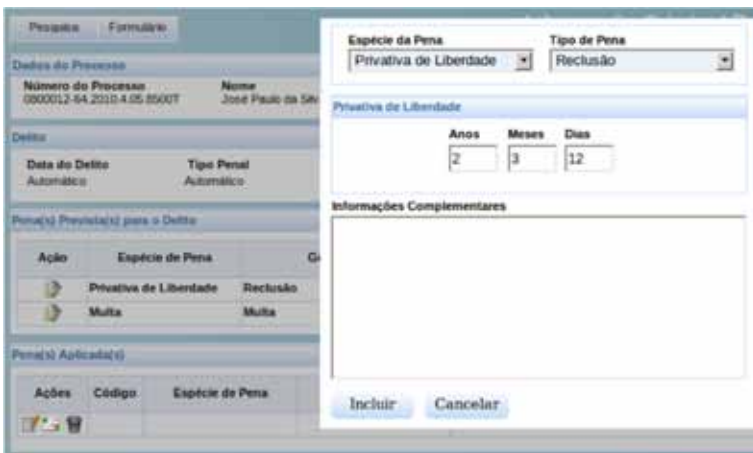 Pesquisa Formulário
Dados do Processo
Número do Processo Nome
0800012-64.2010.4.05.8500T José Paulo da Silv
Delito
Data do Delito Tipo Penal
Automático Automático
Pena(s) Prevista(s) para o Delito
Ação Espécie de Pena
Privativa de Liberdade Reclusão
Multa Multa
Pena(s) Aplicada(s)
Ações Código Espécie de Pena
Espécie da Pena Tipo de Pena
Privativa de Liberdade Reclusão
Privativa de Liberdade
Anos Meses Dias
2 3 12
Informações Complementares
Incluir Cancelar